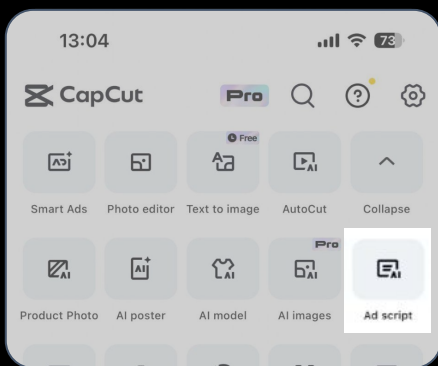 13:04 73
CapCut Pro
Free
Smart Ads Photo editor Text to image AutoCut Collapse
Pro
Product Photo AI poster AI model AI images Ad script